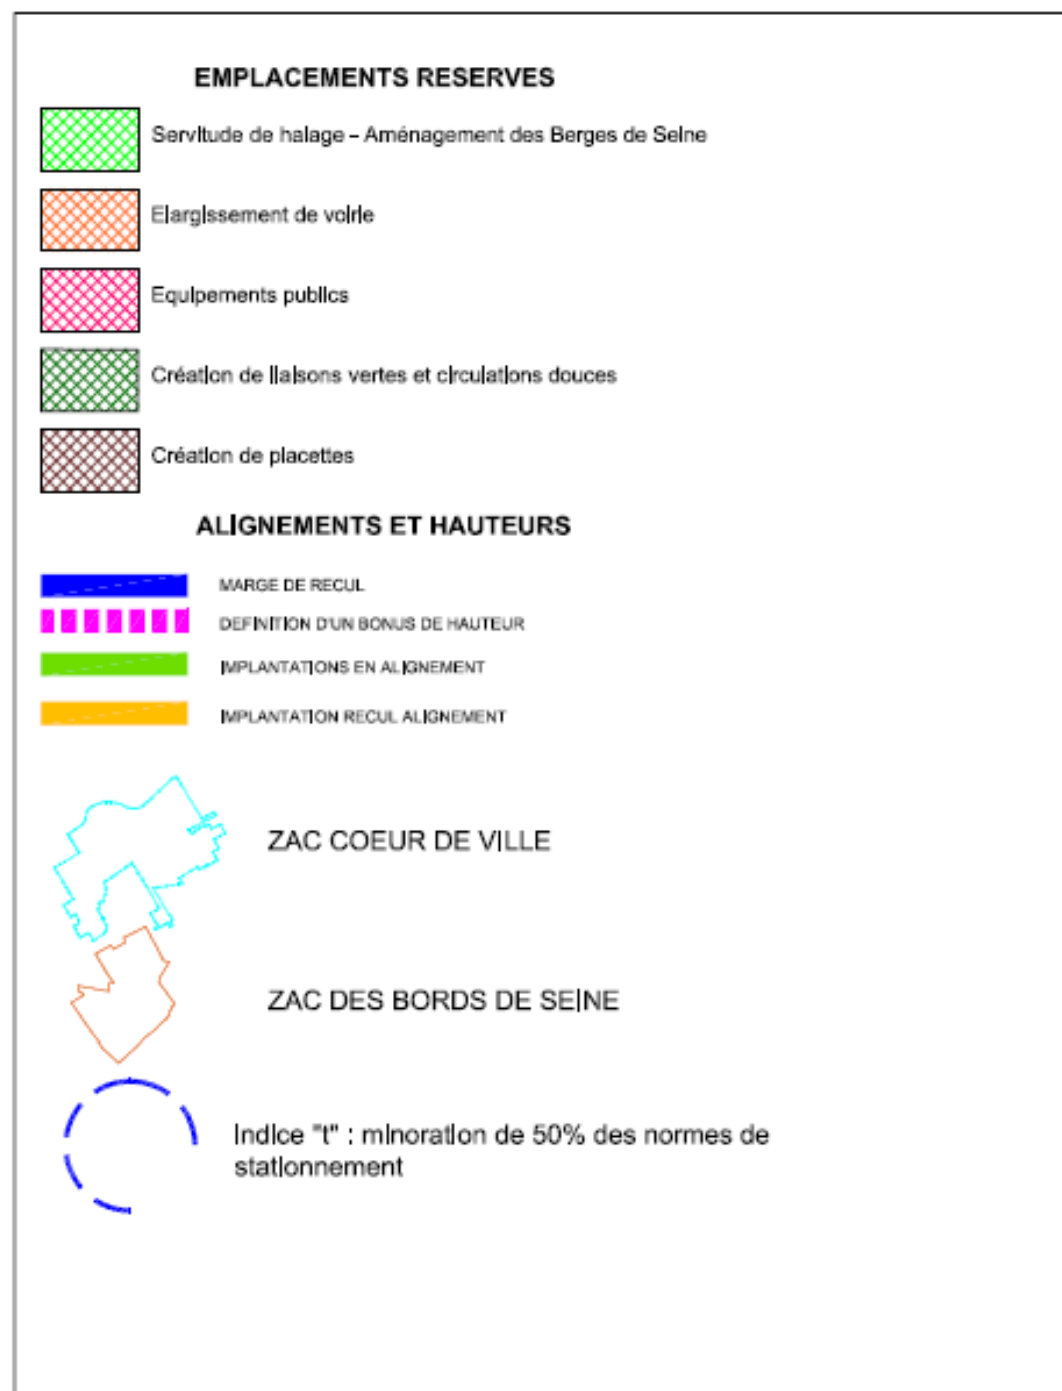 EMPLACEMENTS RESERVES
Servitude de halage – Aménagement des Berges de Seine
Elargissement de voirie
Equipements publics
Création de liaisons vertes et circulations douces
Création de placettes
ALIGNEMENTS ET HAUTEURS
MARGE DE RECUL
DEFINITION D'UN BONUS DE HAUTEUR
IMPLANTATIONS EN ALIGNEMENT
IMPLANTATION RECUL ALIGNEMENT
ZAC COEUR DE VILLE
ZAC DES BORDS DE SEINE
Indice "t" : minoration de 50% des normes de
stationnement